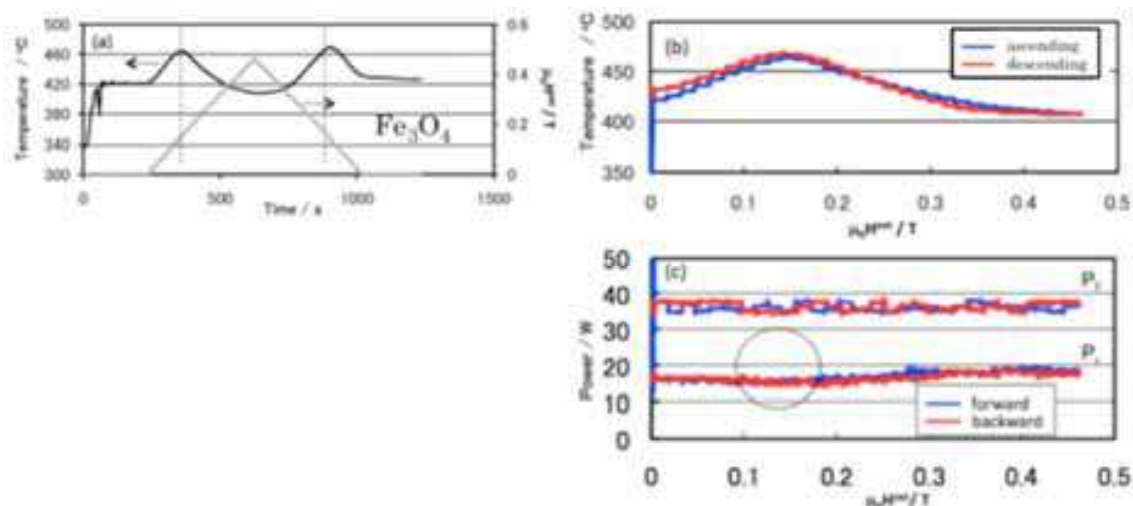 (a)
Temperature / °C
500
460
420
380
340
300
0.6
0.4
0.2
0
Fe₃O₄
0
500
1000
1500
Time / s
(b)
Temperature / °C
500
450
400
350
ascending
descending
0
0.1
0.2
0.3
0.4
0.5
/ T
(c)
Power / W
50
40
30
20
10
0
forward
backward
0
0.1
0.2
0.3
0.4
0.5
/ T